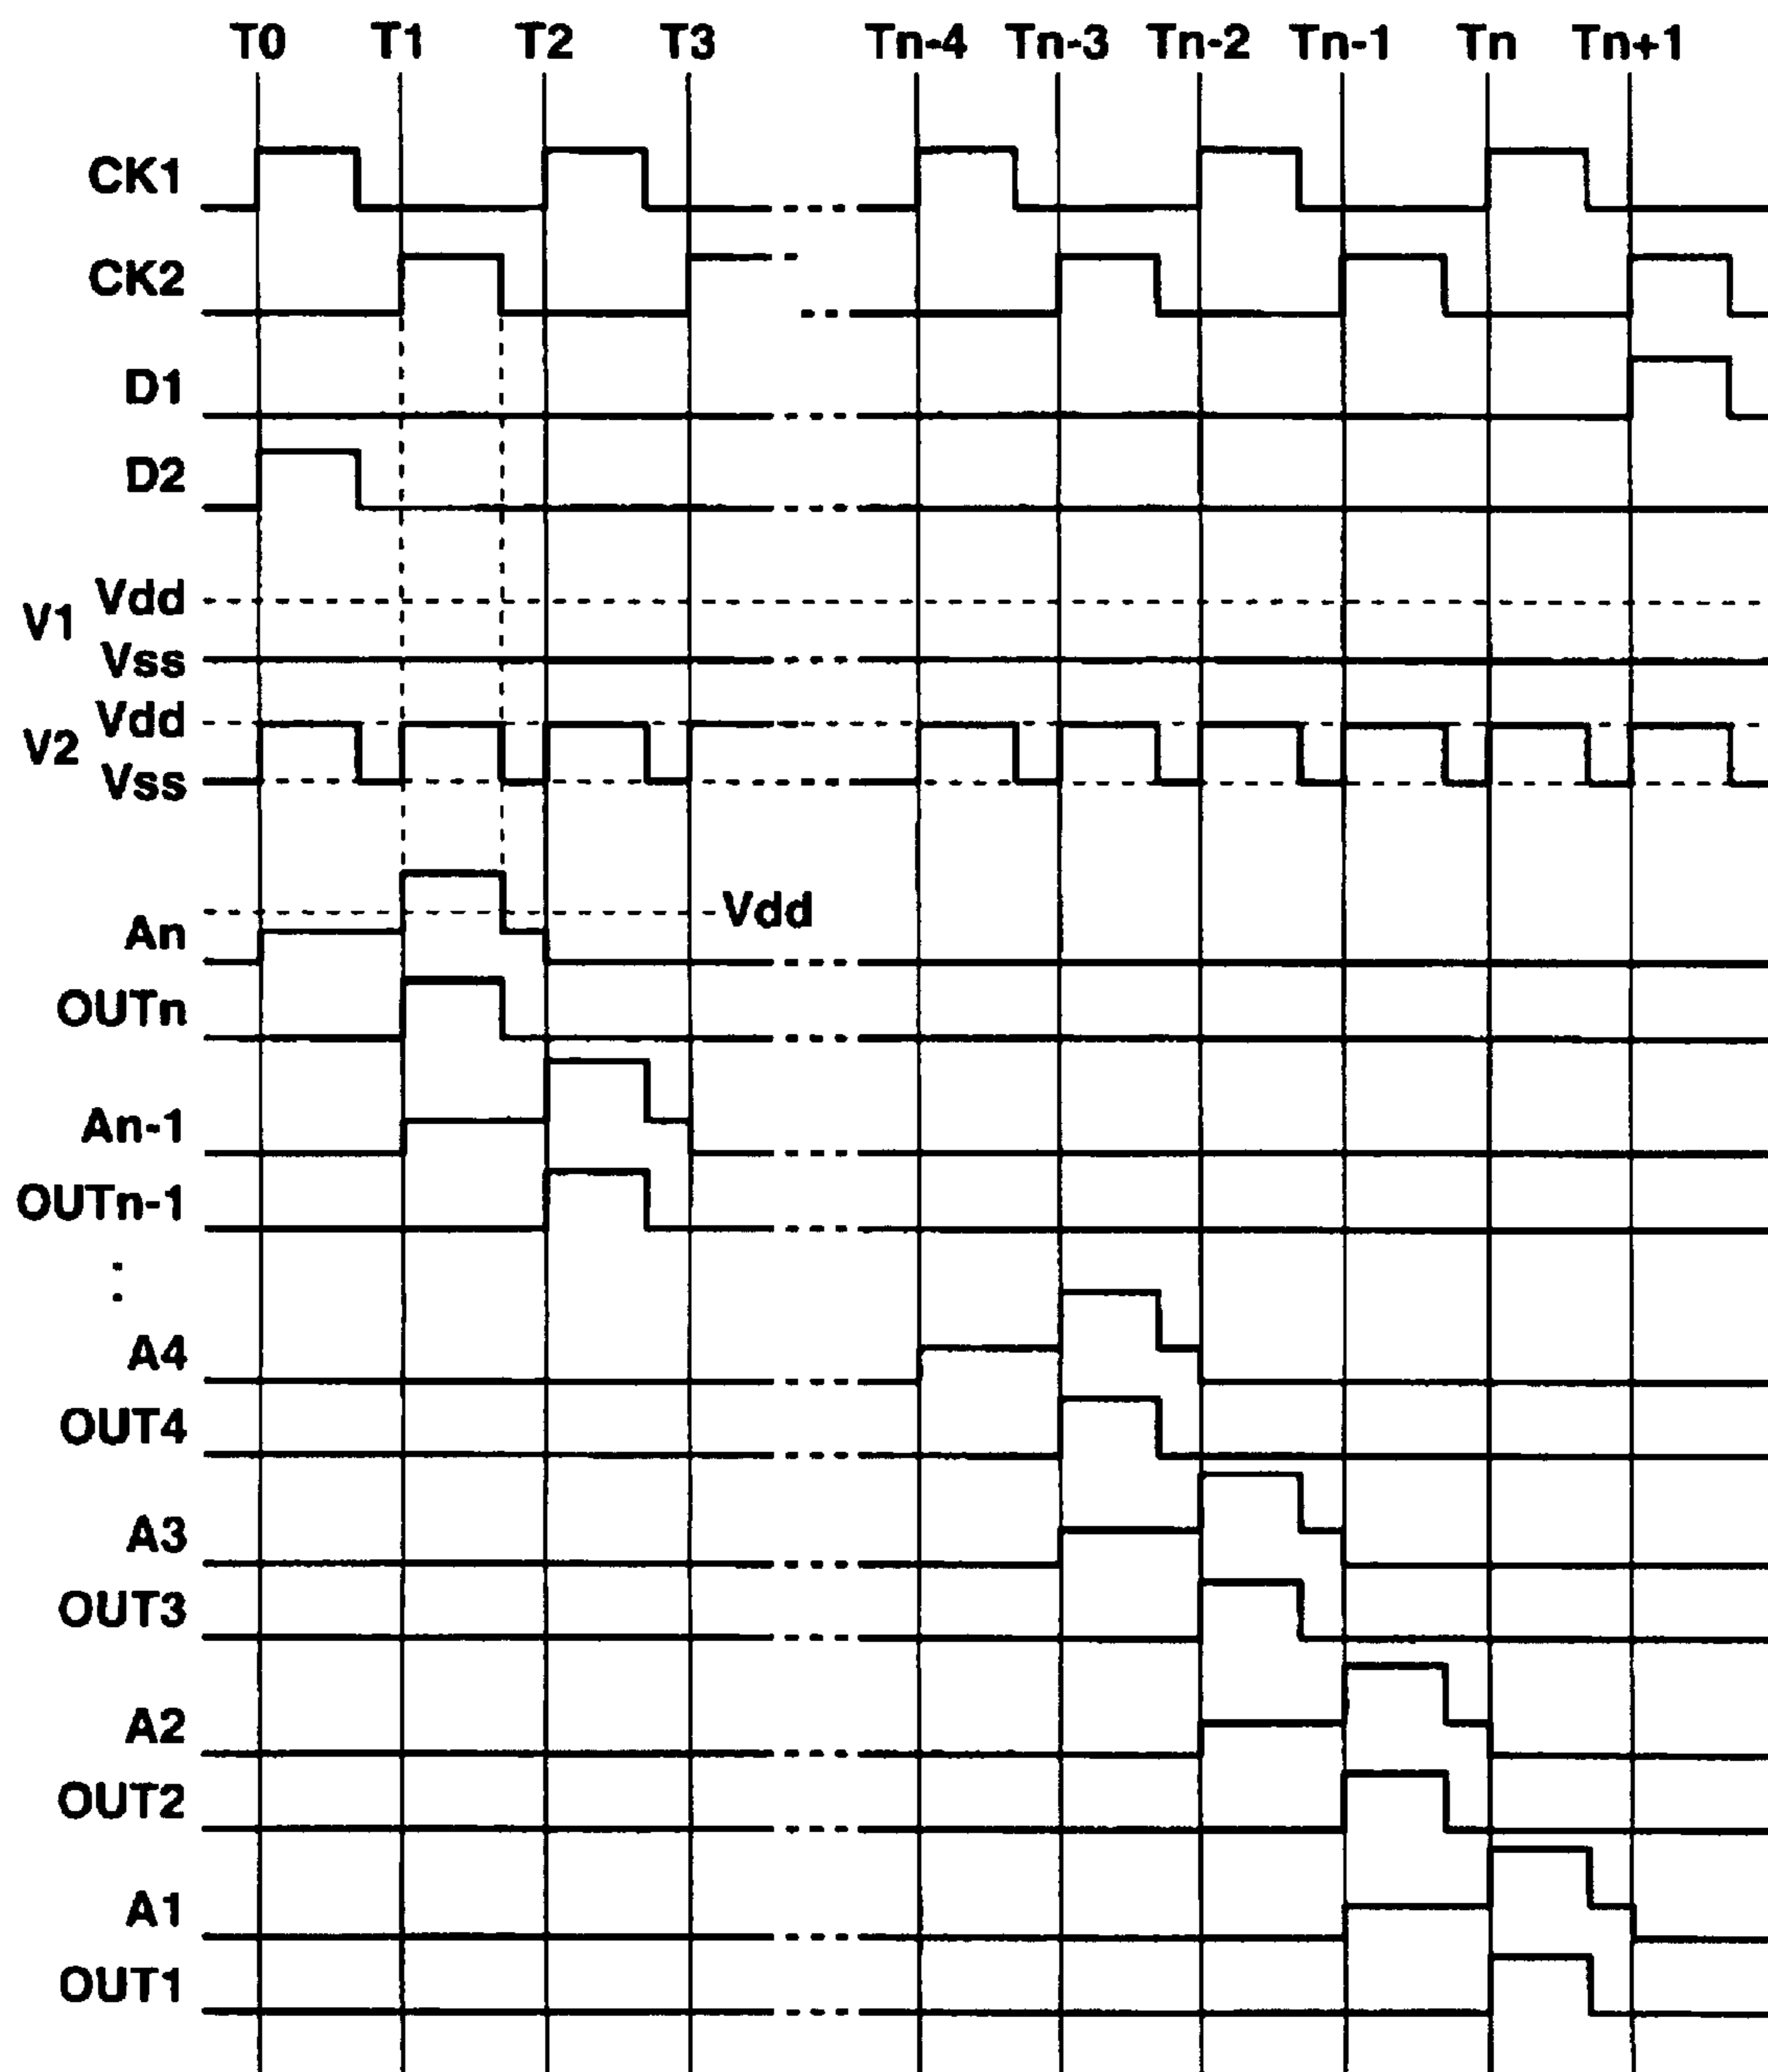 T0 T1 T2 T3 Tn-4 Tn-3 Tn-2 Tn-1 Tn Tn+1
CK1
CK2
D1
D2
V1 Vdd
Vss
V2 Vdd
Vss
Vdd
An
OUTn
An-1
OUTn-1
:
A4
OUT4
A3
OUT3
A2
OUT2
A1
OUT1